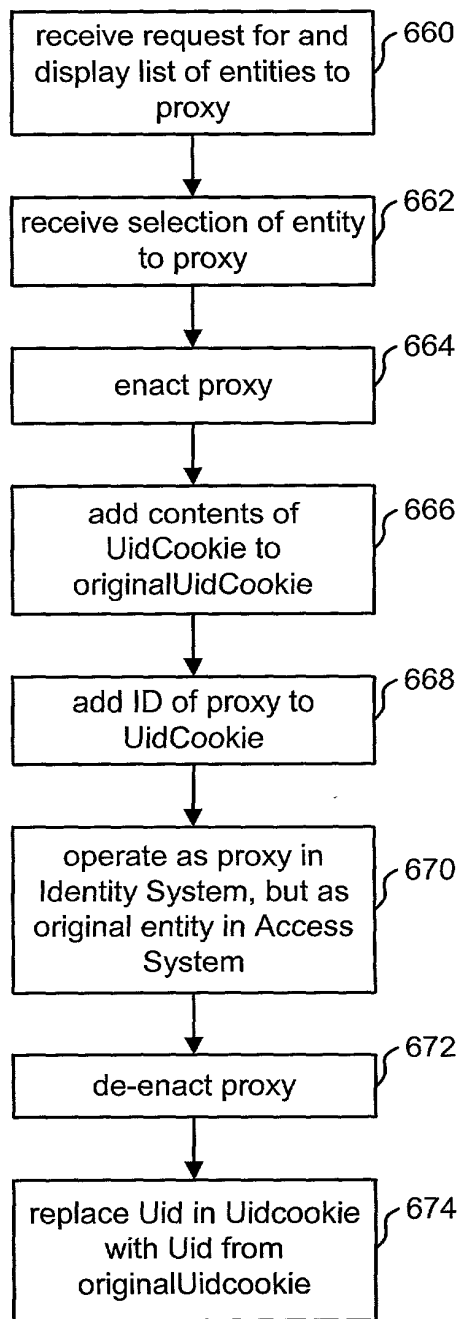 receive request for and
display list of entities to
proxy
660
receive selection of entity
to proxy
662
enact proxy
664
add contents of
UidCookie to
originalUidCookie
666
add ID of proxy to
UidCookie
668
operate as proxy in
Identity System, but as
original entity in Access
System
670
de-enact proxy
672
replace Uid in Uidcookie
with Uid from
originalUidcookie
674